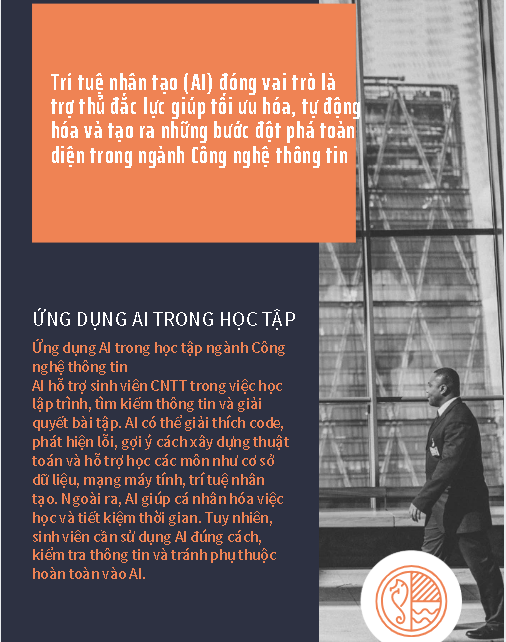 Trí tuệ nhân tạo (AI) đóng vai trò là
trợ thủ đắc lực giúp tối ưu hóa, tự động
hóa và tạo ra những bước đột phá toàn
diện trong ngành Công nghệ thông tin
ỨNG DỤNG AI TRONG HỌC TẬP
Ứng dụng AI trong học tập ngành Công
nghệ thông tin
AI hỗ trợ sinh viên CNTT trong việc học
lập trình, tìm kiếm thông tin và giải
quyết bài tập. AI có thể giải thích code,
phát hiện lỗi, gợi ý cách xây dựng thuật
toán và hỗ trợ học các môn như cơ sở
dữ liệu, mạng máy tính, trí tuệ nhân
tạo. Ngoài ra, AI giúp cá nhân hóa việc
học và tiết kiệm thời gian. Tuy nhiên,
sinh viên cần sử dụng AI đúng cách,
kiểm tra thông tin và tránh phụ thuộc
hoàn toàn vào AI.